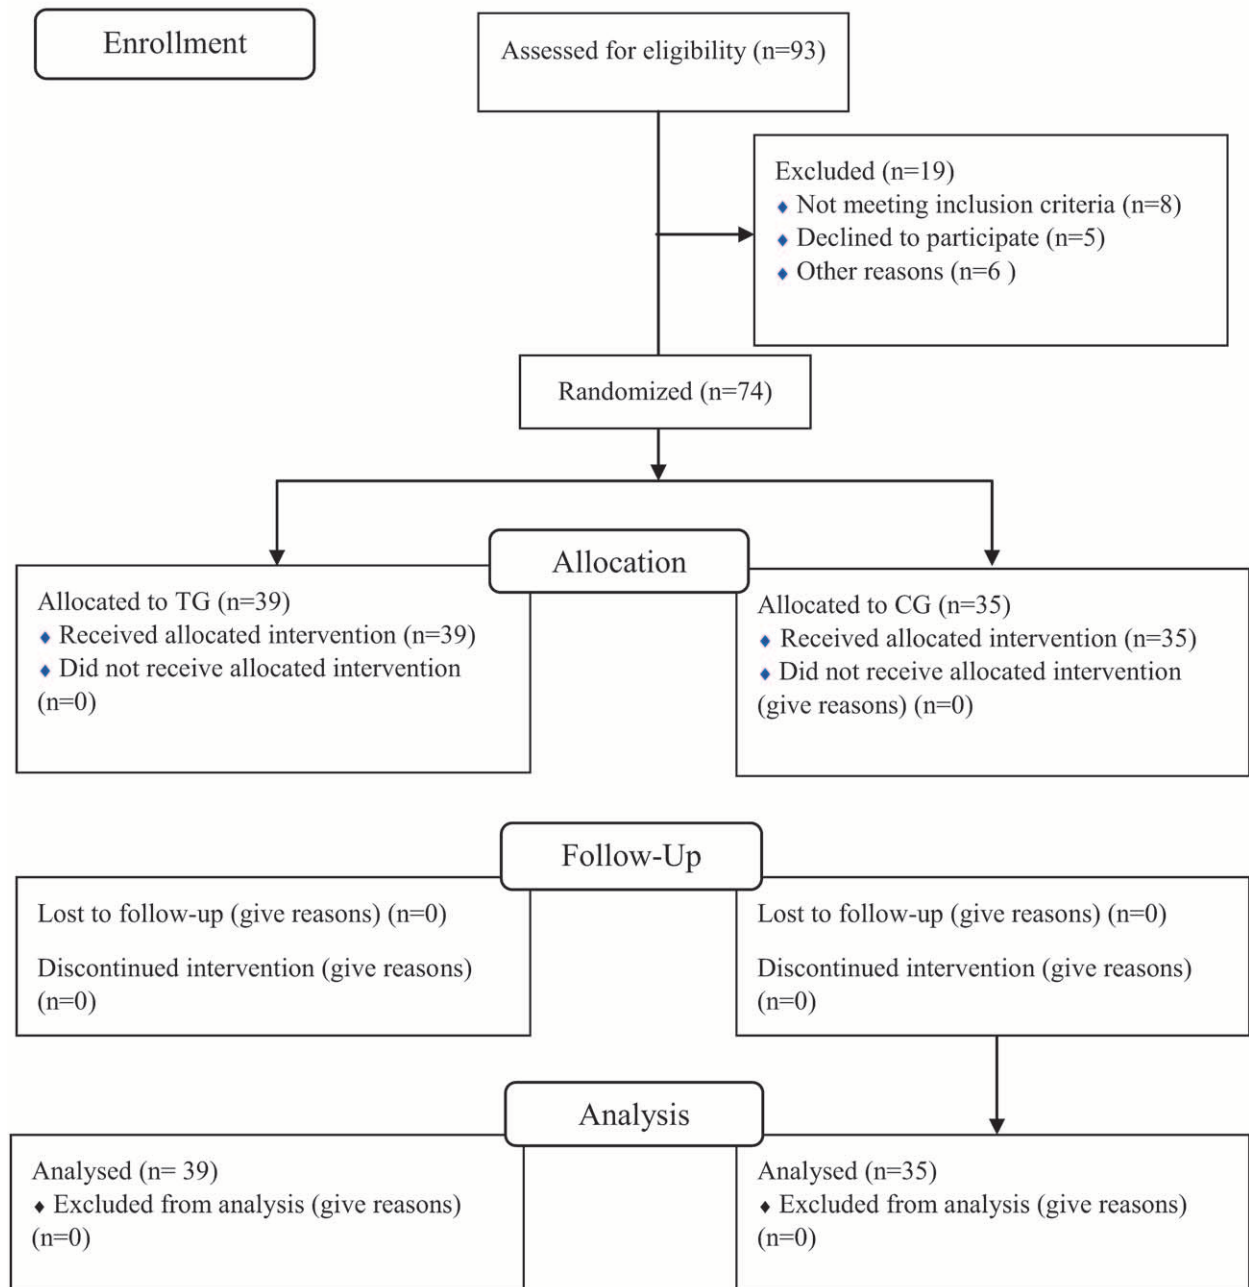 Enrollment
Assessed for eligibility (n=93)
Excluded (n=19)
♦ Not meeting inclusion criteria (n=8)
♦ Declined to participate (n=5)
♦ Other reasons (n=6 )
Randomized (n=74)
Allocation
Allocated to TG (n=39)
♦ Received allocated intervention (n=39)
♦ Did not receive allocated intervention
(n=0)
Allocated to CG (n=35)
♦ Received allocated intervention (n=35)
♦ Did not receive allocated intervention
(give reasons) (n=0)
Follow-Up
Lost to follow-up (give reasons) (n=0)
Discontinued intervention (give reasons)
(n=0)
Lost to follow-up (give reasons) (n=0)
Discontinued intervention (give reasons)
(n=0)
Analysis
Analysed (n= 39)
♦ Excluded from analysis (give reasons)
(n=0)
Analysed (n=35)
♦ Excluded from analysis (give reasons)
(n=0)